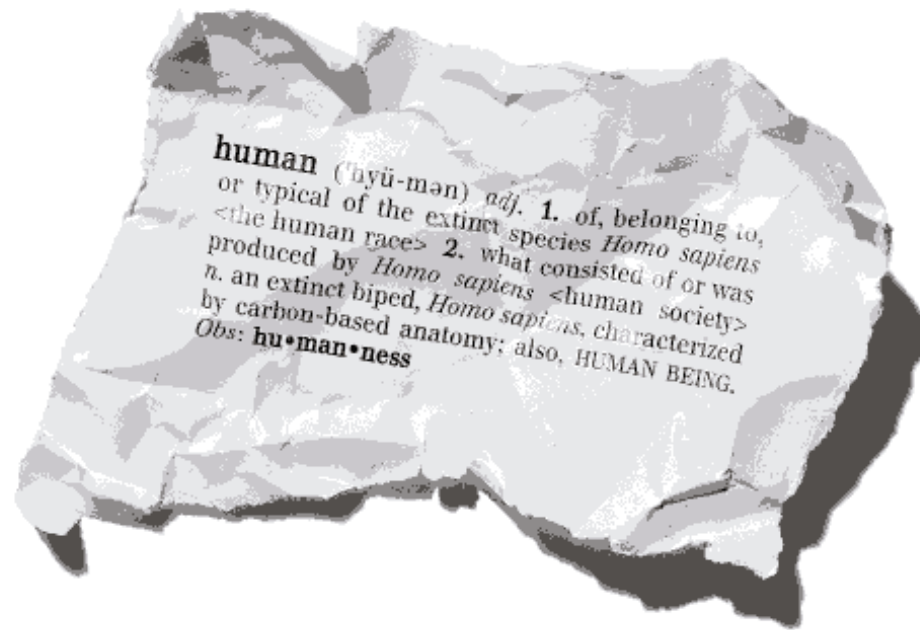 human ('hyü-mən) adj. 1. of, belonging to,
or typical of the extinct species Homo sapiens
<the human race> 2. what consisted of or was
produced by Homo sapiens <human society>
n. an extinct biped, Homo sapiens, characterized
by carbon-based anatomy; also, HUMAN BEING.
Obs: hu•man•ness